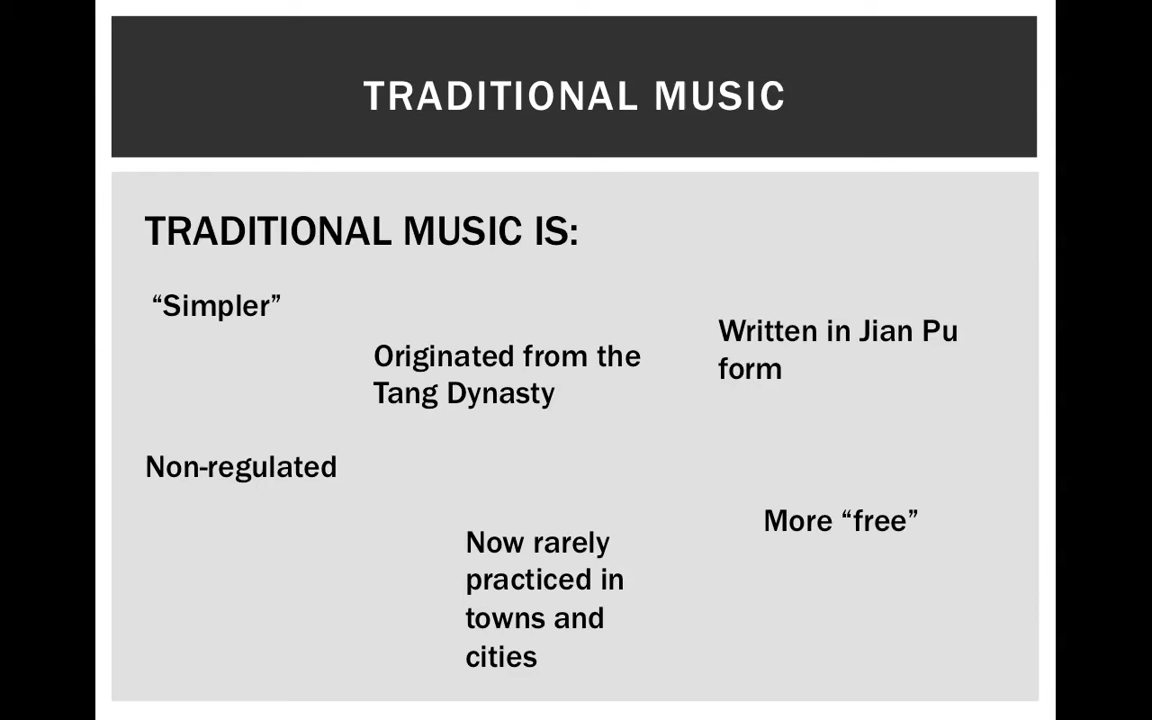 TRADITIONAL MUSIC
TRADITIONAL MUSIC IS:
“Simpler”
Originated from the
Tang Dynasty
Written in Jian Pu
form
Non-regulated
Now rarely
practiced in
towns and
cities
More “free”